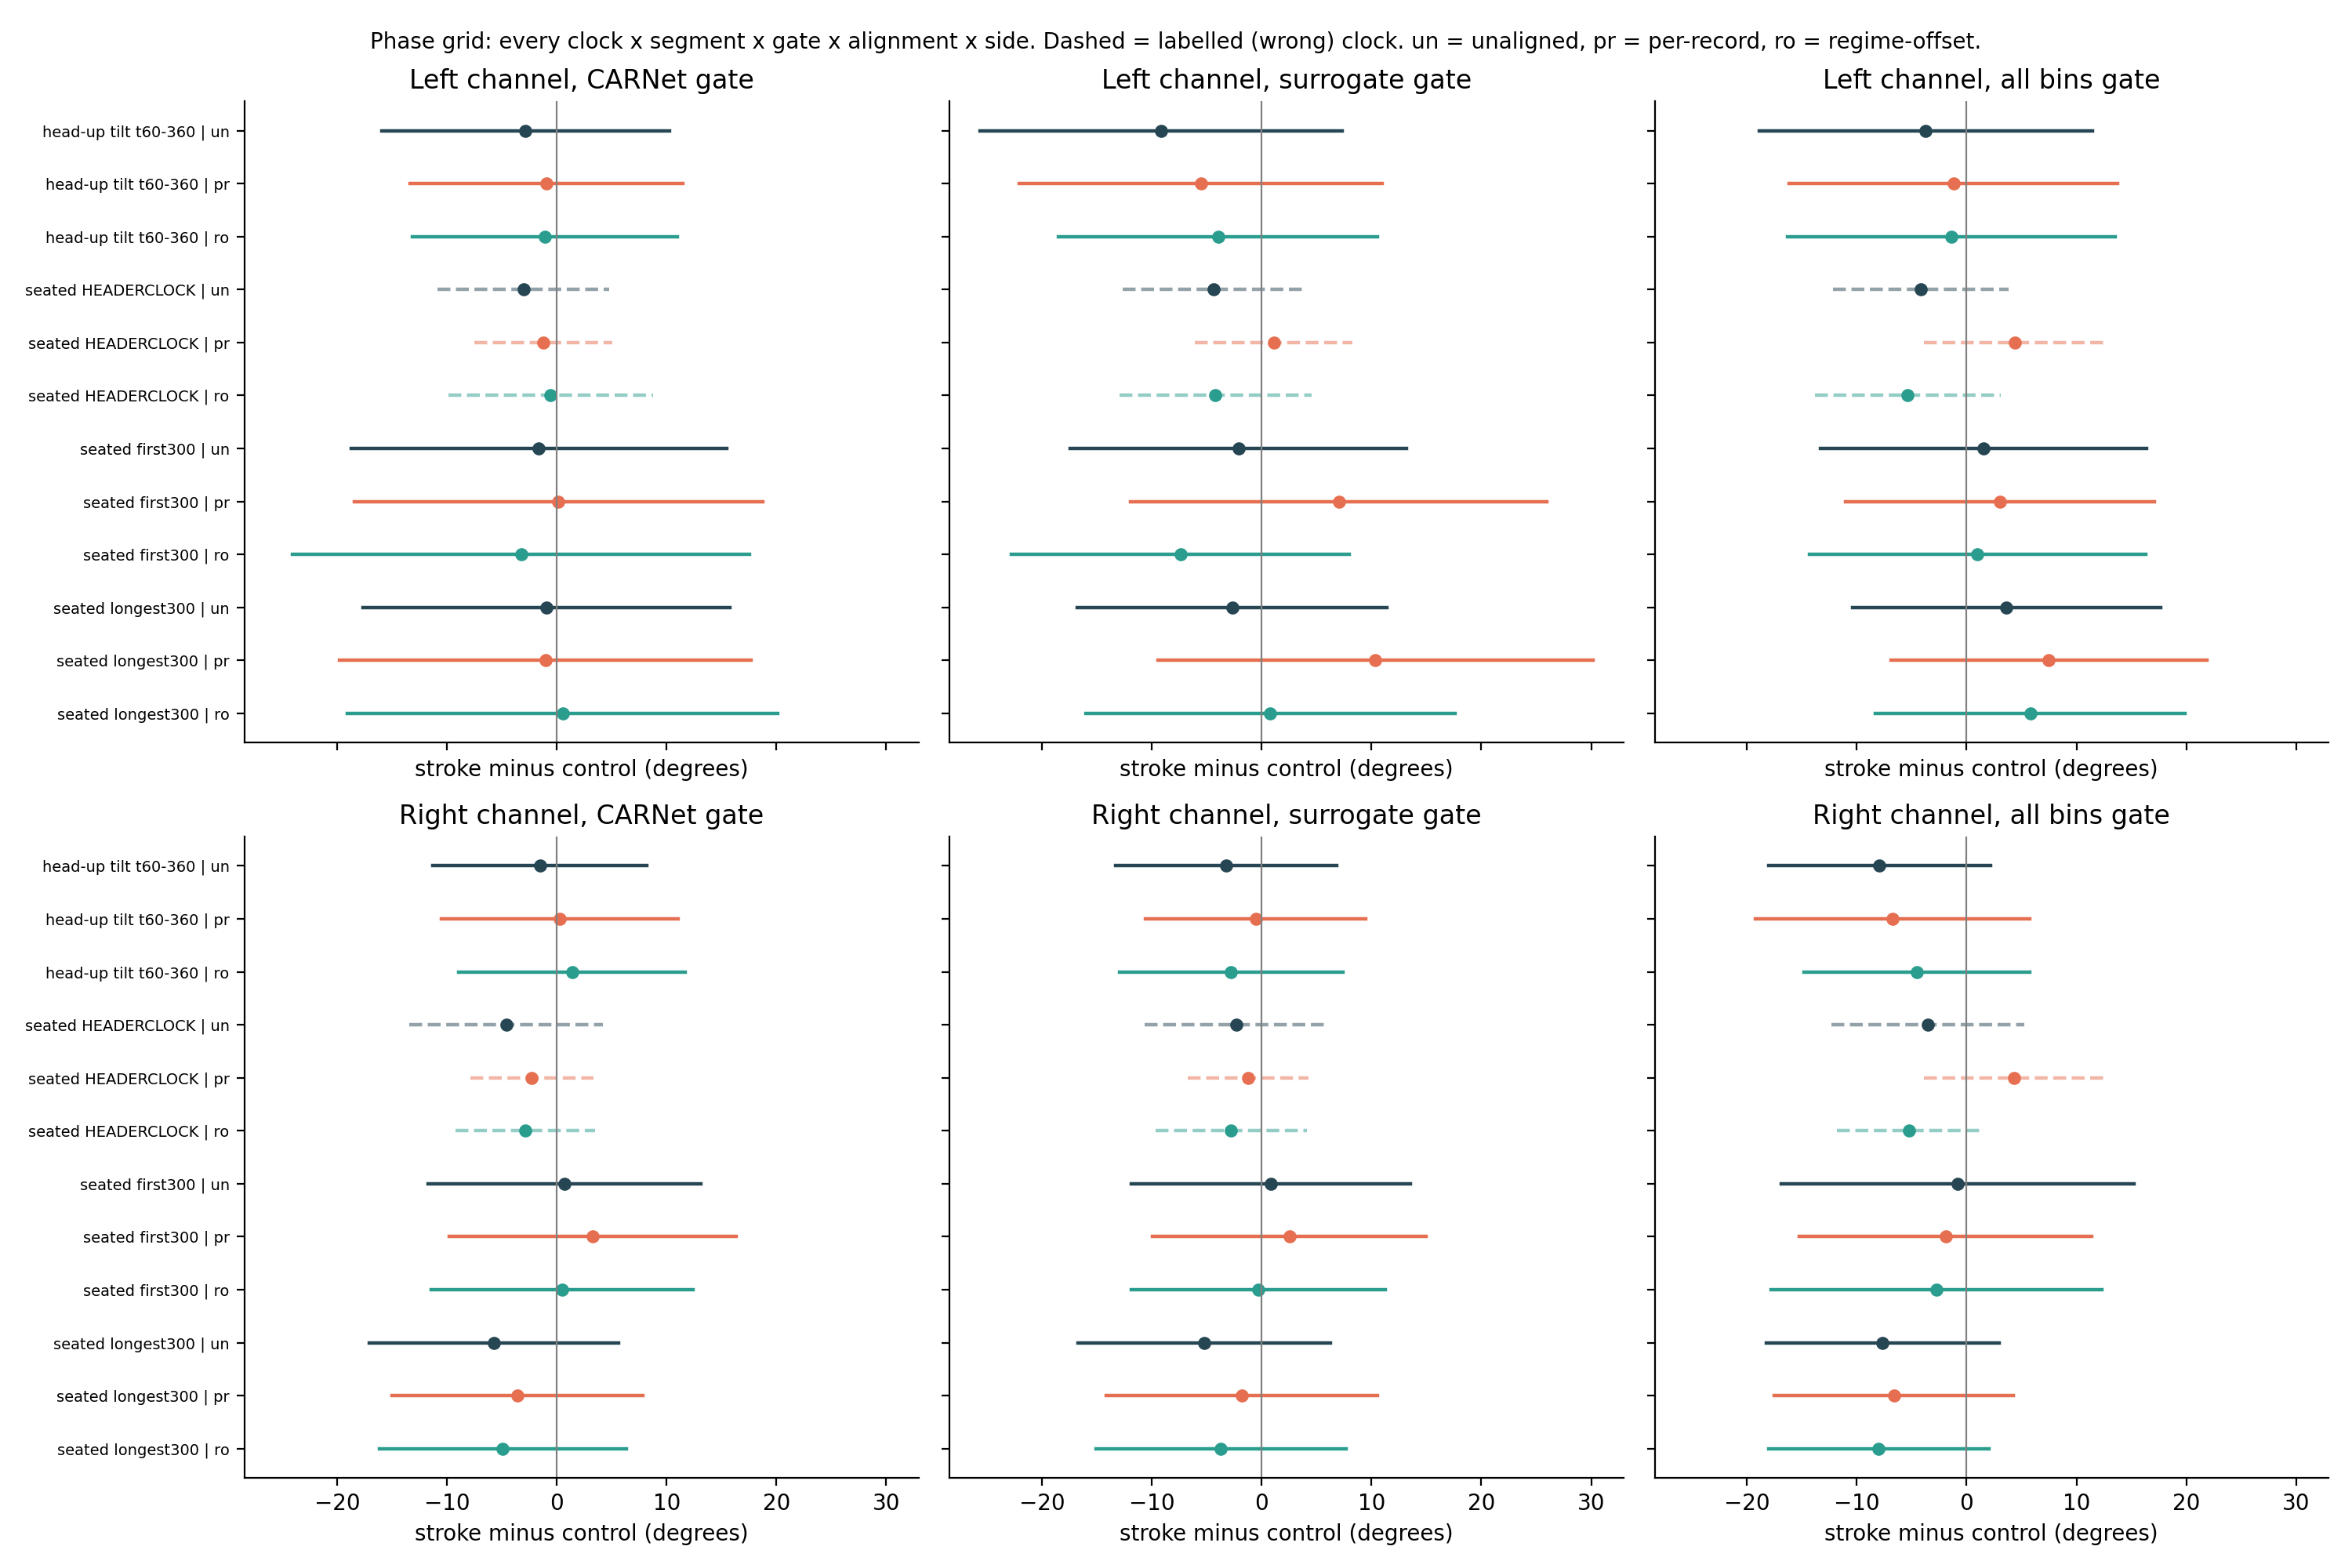 Phase grid: every clock x segment x gate x alignment x side. Dashed = labelled (wrong) clock. un = unaligned, pr = per-record, ro = regime-offset.
Left channel, CARNet gate
Left channel, surrogate gate
Left channel, all bins gate
head-up tilt t60-360 | un
head-up tilt t60-360 | pr
head-up tilt t60-360 | ro
seated HEADERCLOCK | un
seated HEADERCLOCK | pr
seated HEADERCLOCK | ro
seated first300 | un
seated first300 | pr
seated first300 | ro
seated longest300 | un
seated longest300 | pr
seated longest300 | ro
stroke minus control (degrees)
stroke minus control (degrees)
stroke minus control (degrees)
Right channel, CARNet gate
Right channel, surrogate gate
Right channel, all bins gate
head-up tilt t60-360 | un
head-up tilt t60-360 | pr
head-up tilt t60-360 | ro
seated HEADERCLOCK | un
seated HEADERCLOCK | pr
seated HEADERCLOCK | ro
seated first300 | un
seated first300 | pr
seated first300 | ro
seated longest300 | un
seated longest300 | pr
seated longest300 | ro
−20 −10 0 10 20 30
−20 −10 0 10 20 30
−20 −10 0 10 20 30
stroke minus control (degrees)
stroke minus control (degrees)
stroke minus control (degrees)